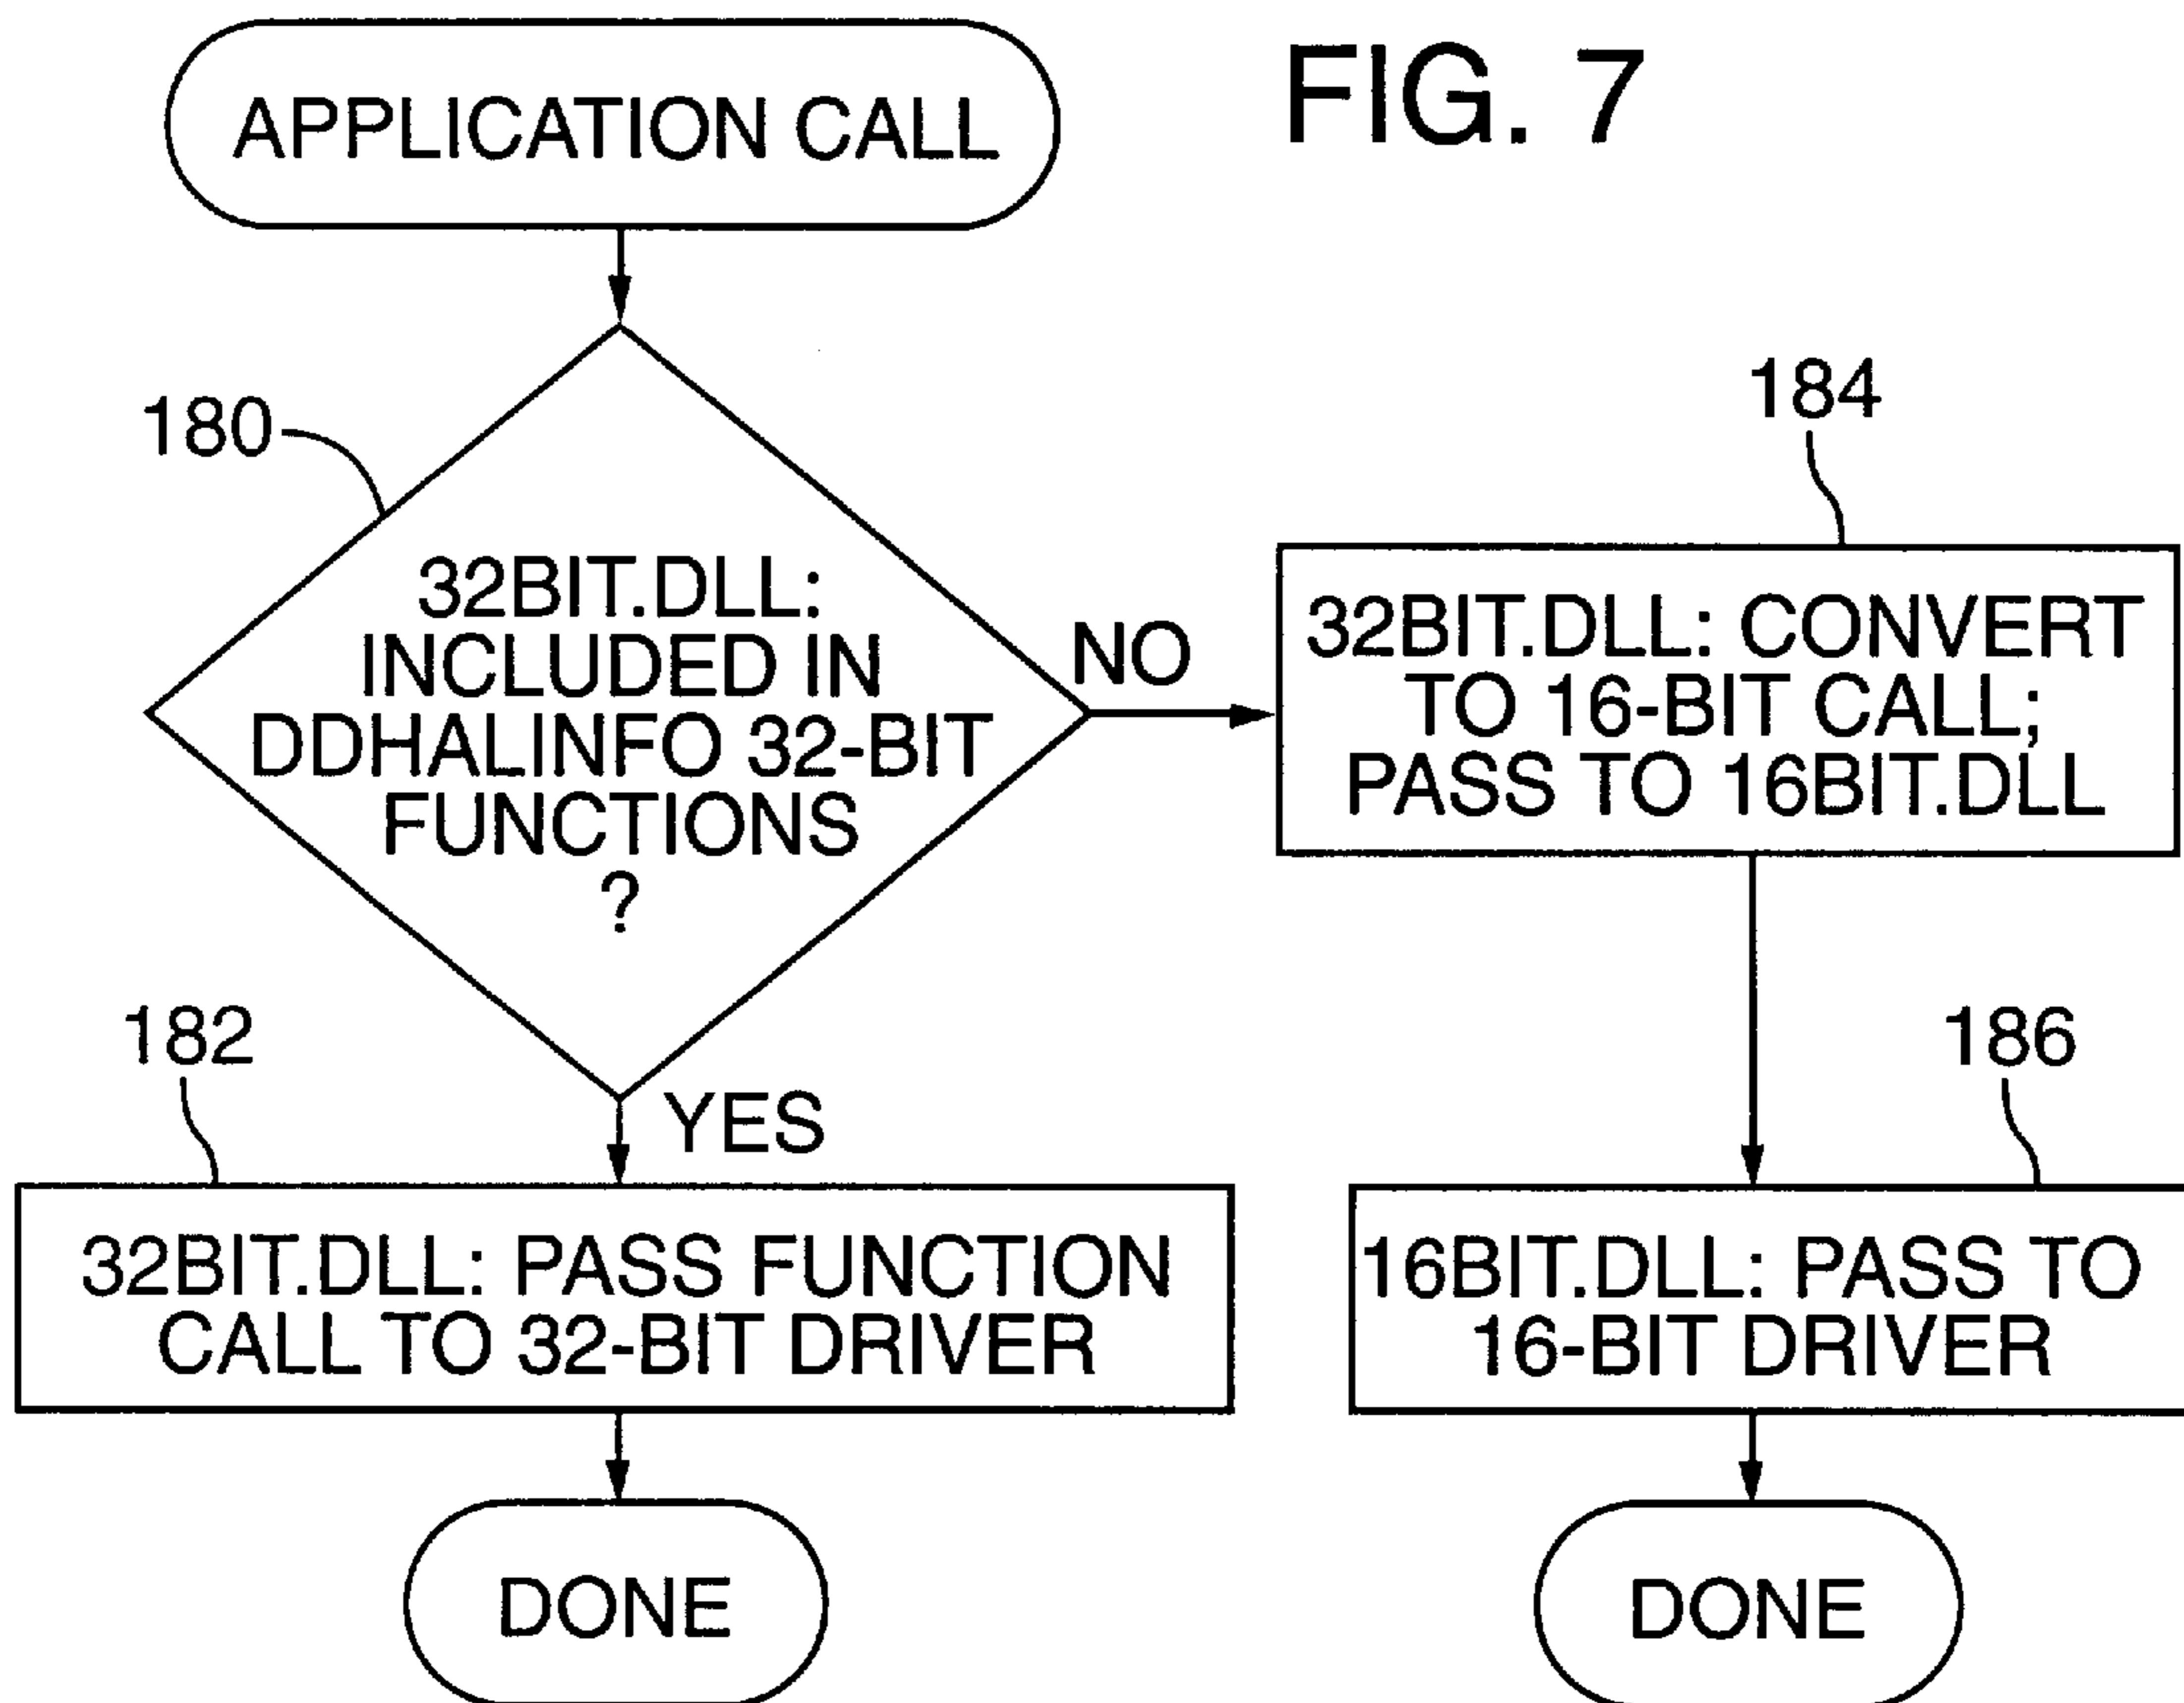 FIG. 7
APPLICATION CALL
180
32BIT.DLL:
INCLUDED IN
DDHALINFO 32-BIT
FUNCTIONS
?
NO
184
32BIT.DLL: CONVERT
TO 16-BIT CALL;
PASS TO 16BIT.DLL
182
YES
186
32BIT.DLL: PASS FUNCTION
CALL TO 32-BIT DRIVER
16BIT.DLL: PASS TO
16-BIT DRIVER
DONE
DONE